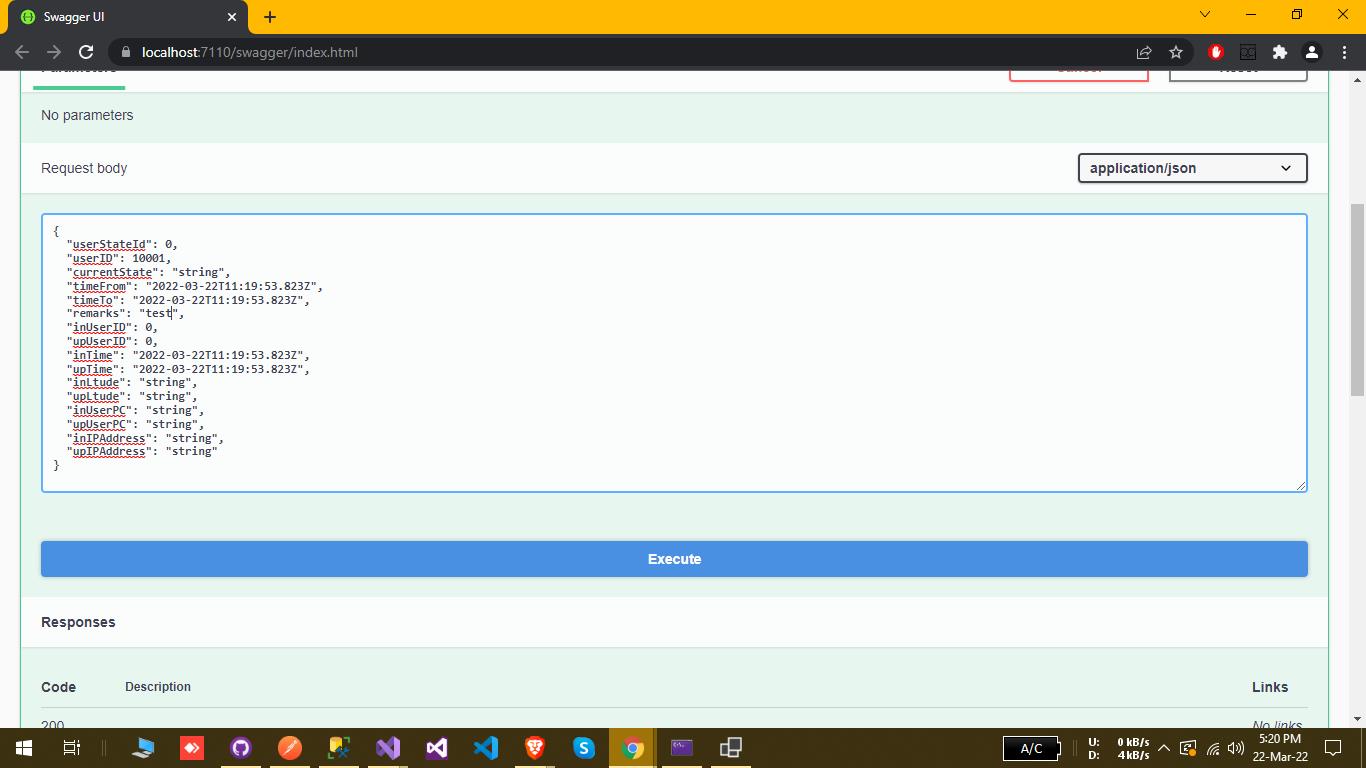 Swagger UI
localhost:7110/swagger/index.html
Parameters
Cancel
Reset
No parameters
Request body
application/json
{
"userStateId": 0,
"userID": 10001,
"currentState": "string",
"timeFrom": "2022-03-22T11:19:53.823Z",
"timeTo": "2022-03-22T11:19:53.823Z",
"remarks": "test",
"inUserID": 0,
"upUserID": 0,
"inTime": "2022-03-22T11:19:53.823Z",
"upTime": "2022-03-22T11:19:53.823Z",
"inLtude": "string",
"upLtude": "string",
"inUserPC": "string",
"upUserPC": "string",
"inIPAddress": "string",
"upIPAddress": "string"
}
Execute
Responses
Code Description Links
200 No links
A/C
U: 0 kB/s
D: 4 kB/s
5:20 PM
22-Mar-22